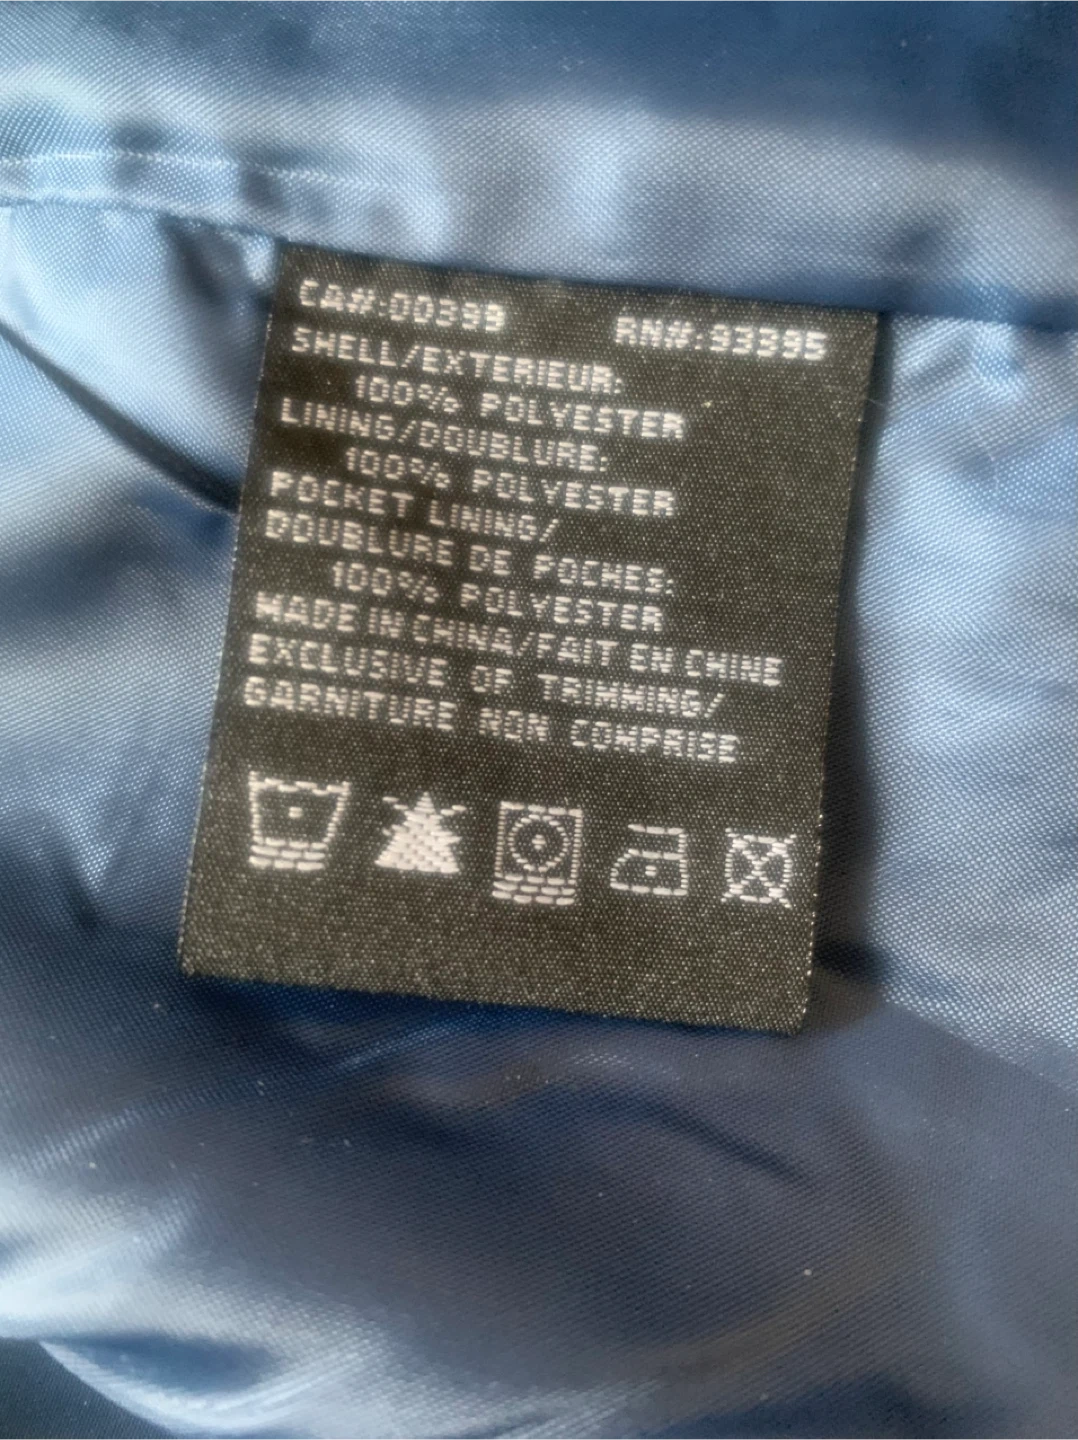 CA#:00399 RN#:93395
SHELL/EXTERIEUR:
100% POLYESTER
LINING/DOUBLURE:
100% POLYESTER
POCKET LINING/
DOUBLURE DE POCHES:
100% POLYESTER
MADE IN CHINA/FAIT EN CHINE
EXCLUSIVE OF TRIMMING/
GARNITURE NON COMPRISE